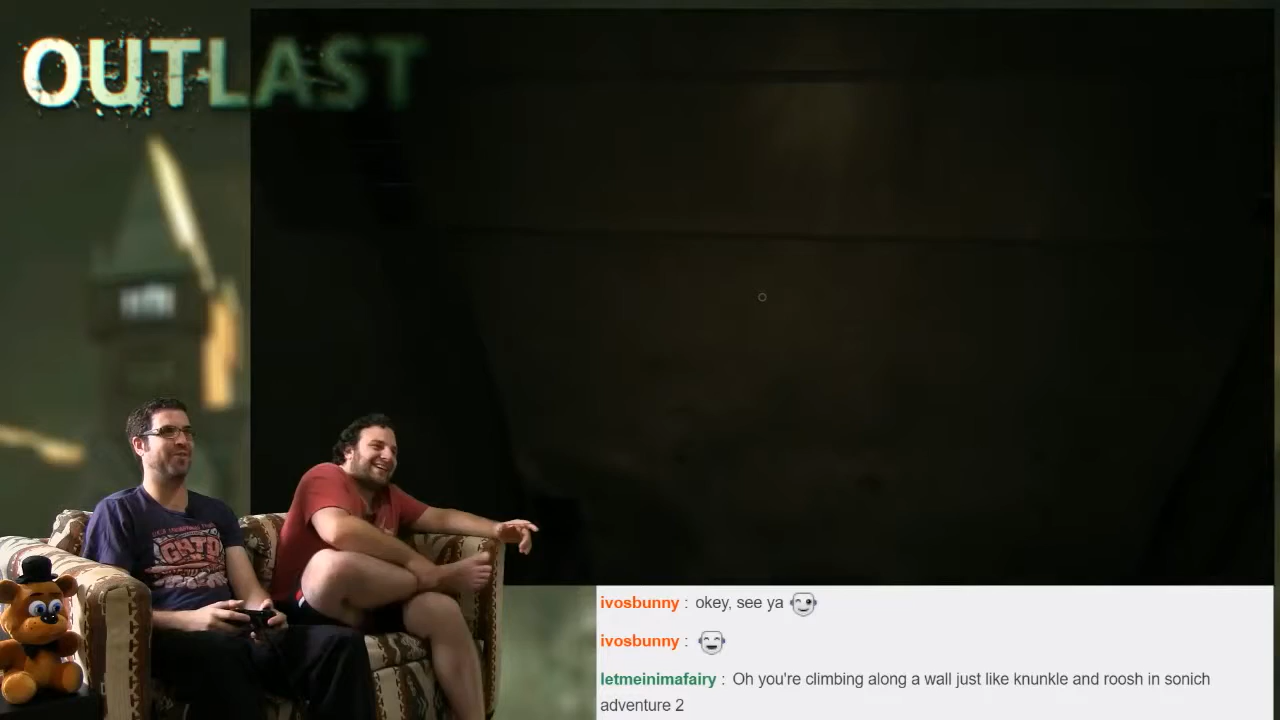 OUTLAST
GATO
ivosbunny : okey, see ya
ivosbunny :
letmeinimafairy : Oh you're climbing along a wall just like knunkle and roosh in sonich
adventure 2